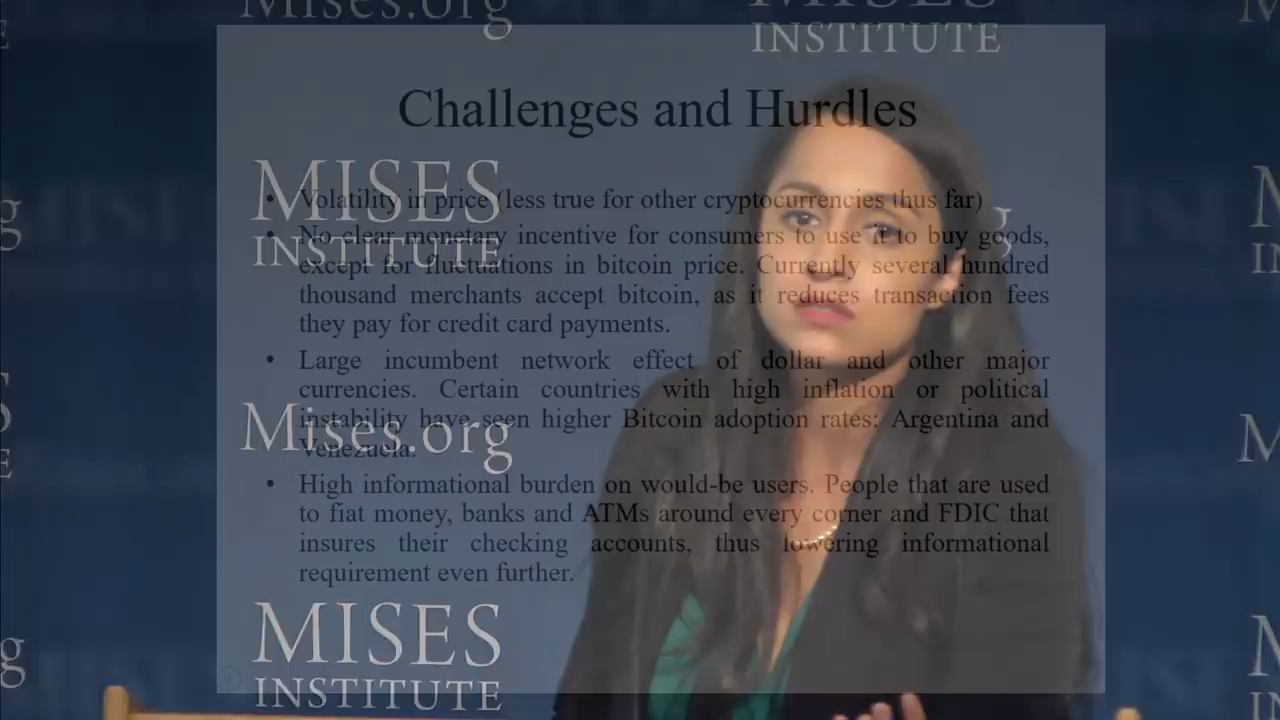 Mises.org
MISES
INSTITUTE
Challenges and Hurdles
MISES
INSTITUTE
• Volatility in price (less true for other cryptocurrencies thus far)
• No clear monetary incentive for consumers to use it to buy goods,
except for fluctuations in bitcoin price. Currently several hundred
thousand merchants accept bitcoin, as it reduces transaction fees
they pay for credit card payments.
• Large incumbent network effect of dollar and other major
currencies. Certain countries with high inflation or political
instability have seen higher Bitcoin adoption rates: Argentina and
Venezuela.
Mises.org
• High informational burden on would-be users. People that are used
to fiat money, banks and ATMs around every corner and FDIC that
insures their checking accounts, thus lowering informational
requirement even further.
MISES
INSTITUTE